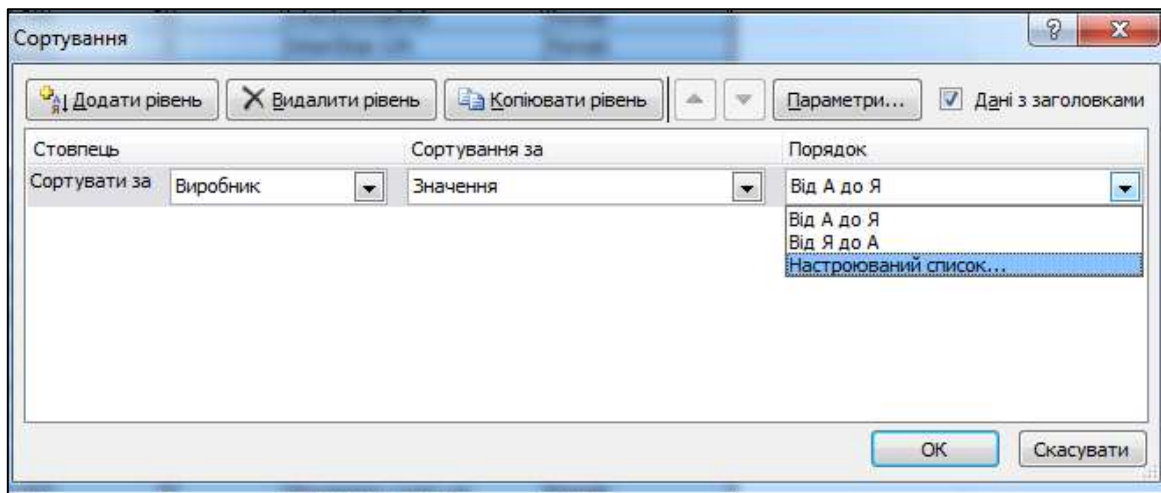 Сортування
Додати рівень Видалити рівень Копіювати рівень Параметри... Дані з заголовками
Стовпець Сортування за Порядок
Сортувати за Виробник Значення Від А до Я
Від А до Я
Від Я до А
Настроюваний список...
ОК Скасувати